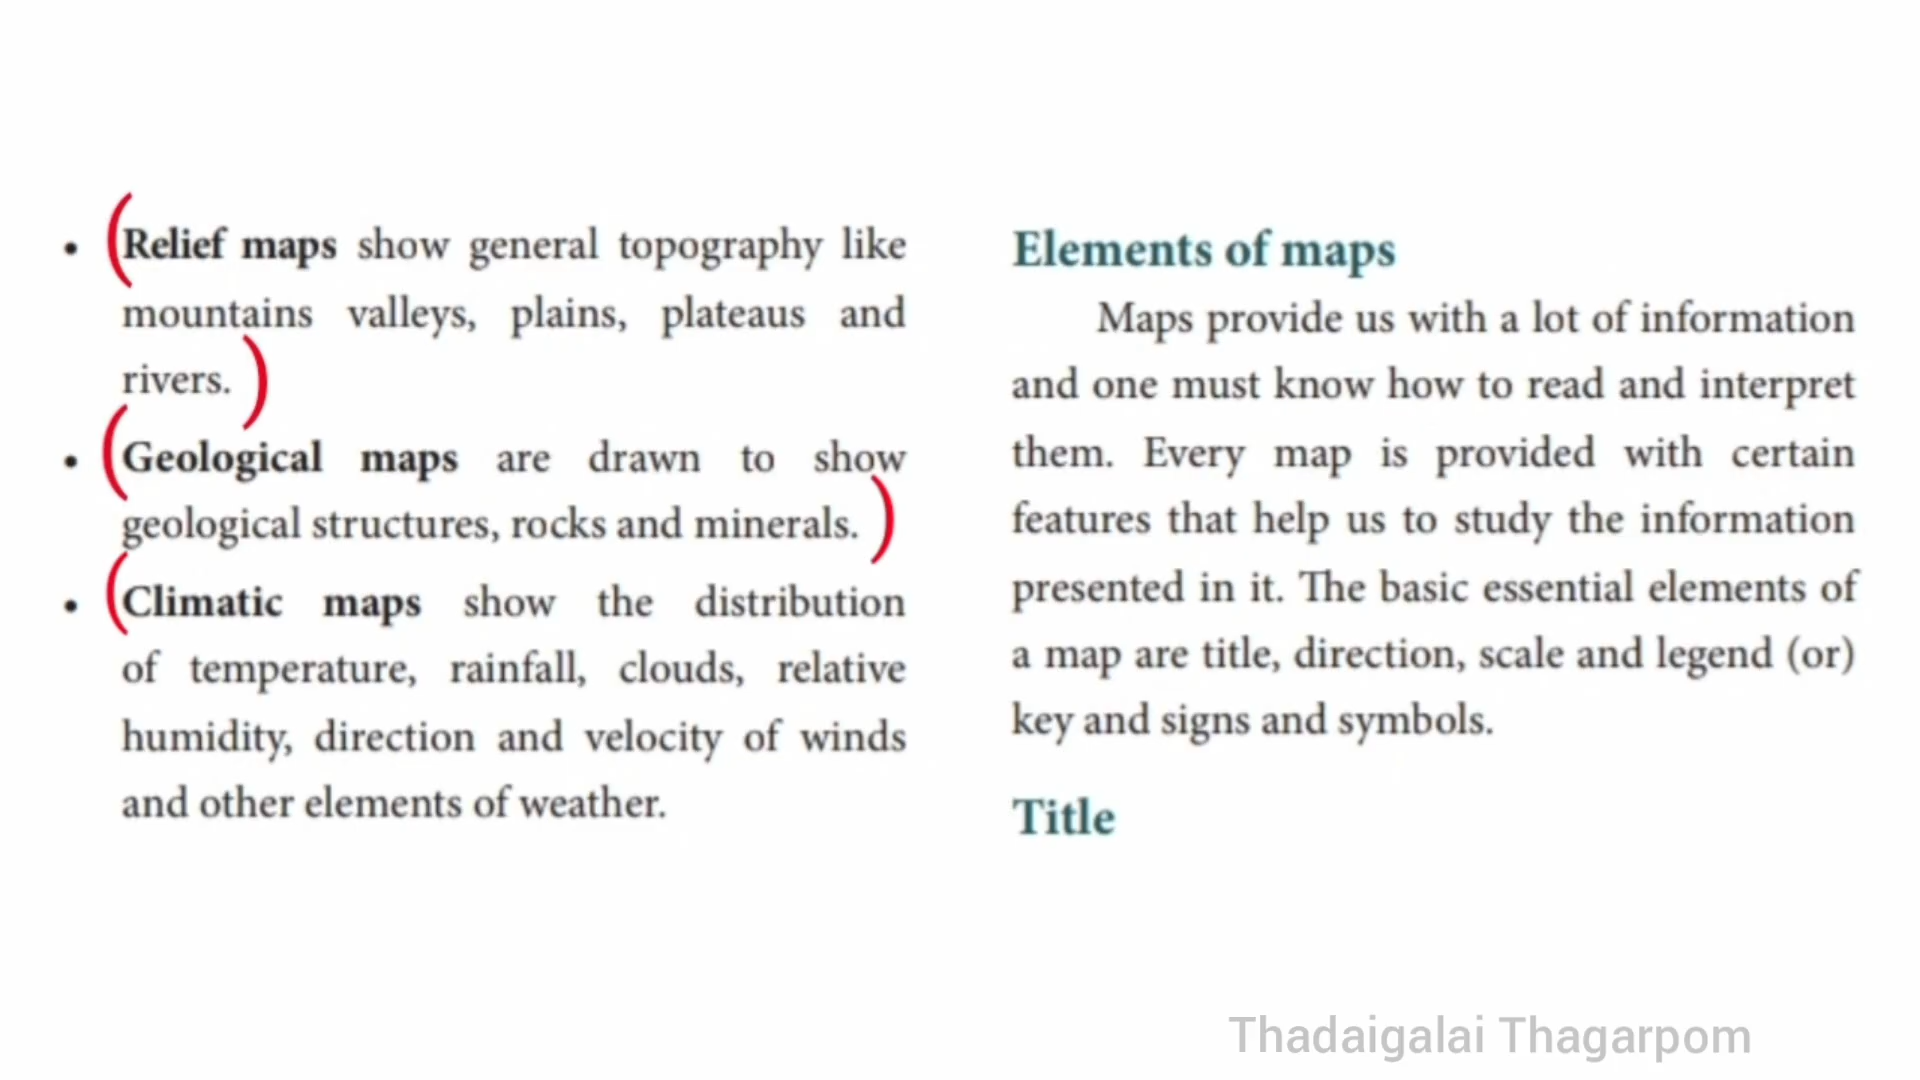 • Relief maps show general topography like
mountains valleys, plains, plateaus and
rivers.
• Geological maps are drawn to show
geological structures, rocks and minerals.
• Climatic maps show the distribution
of temperature, rainfall, clouds, relative
humidity, direction and velocity of winds
and other elements of weather.
Elements of maps
Maps provide us with a lot of information
and one must know how to read and interpret
them. Every map is provided with certain
features that help us to study the information
presented in it. The basic essential elements of
a map are title, direction, scale and legend (or)
key and signs and symbols.
Title
Thadaigalai Thagarpom